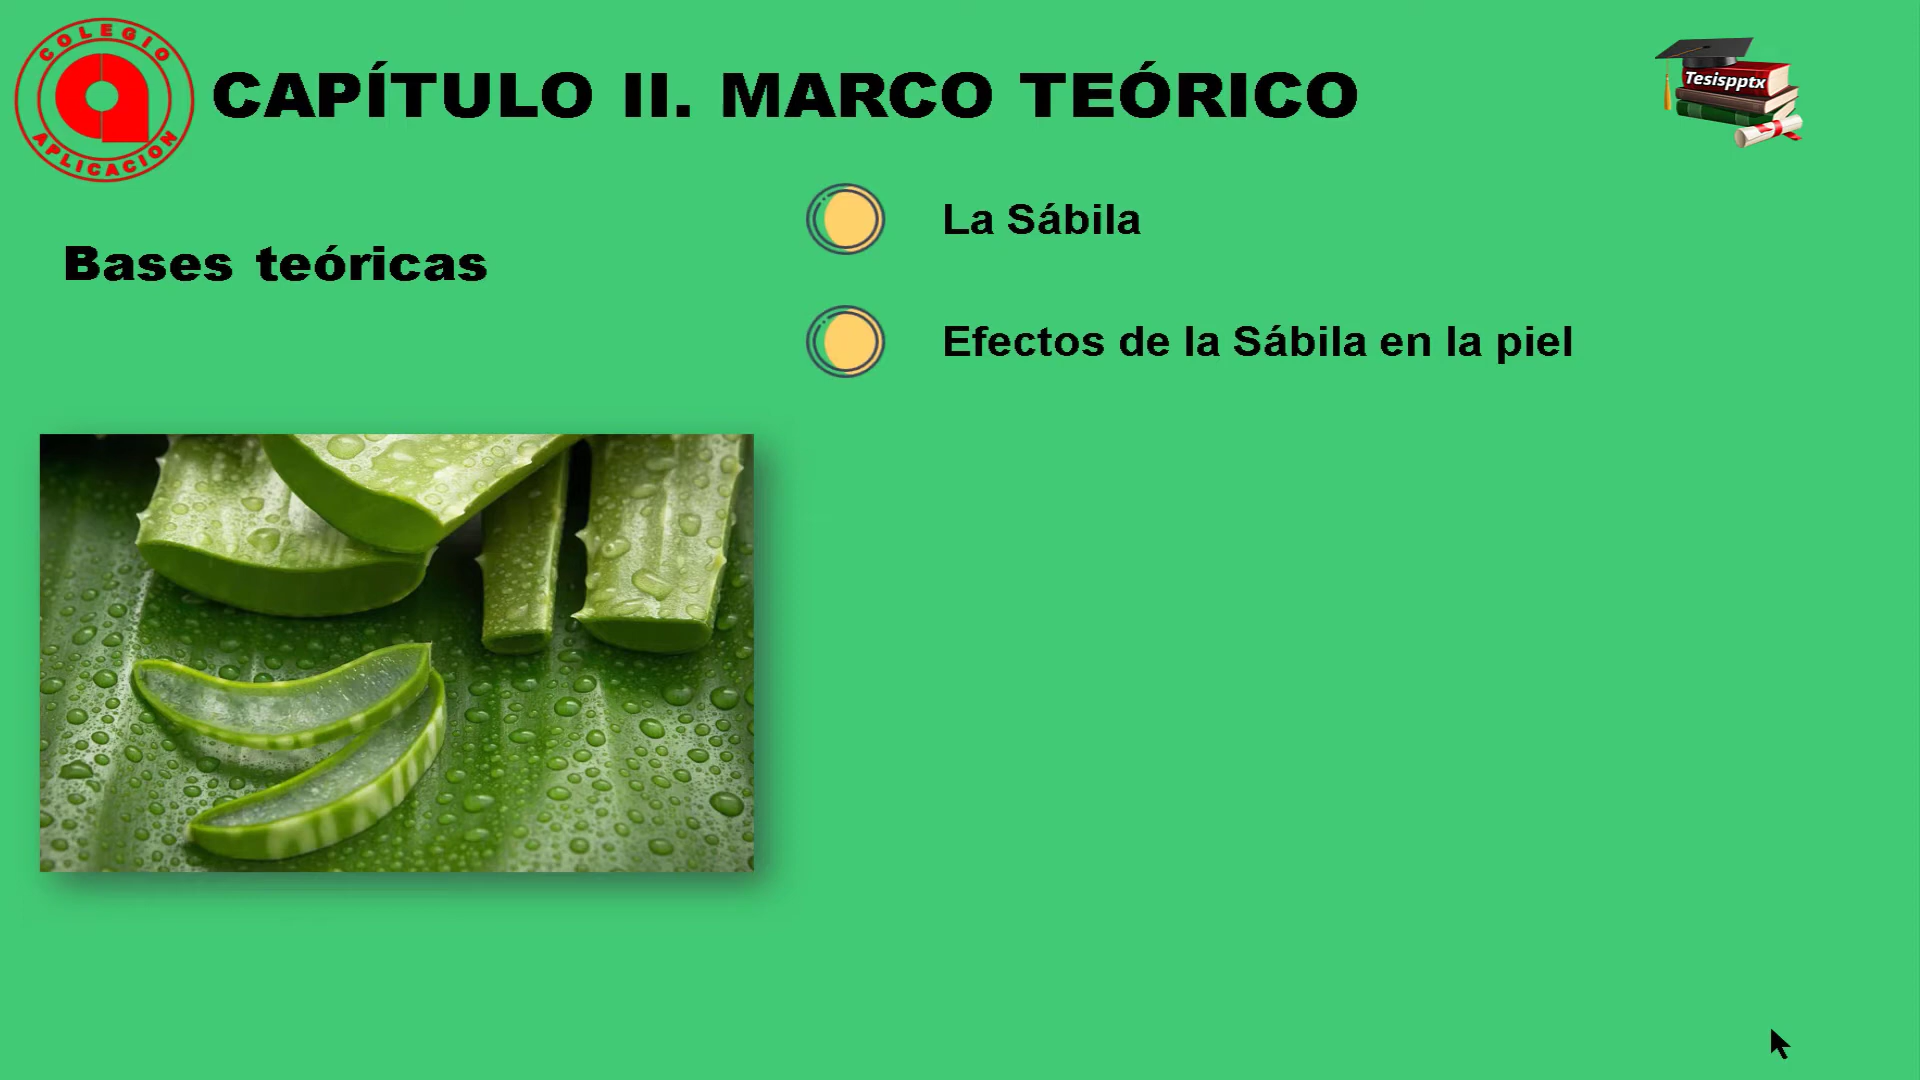 COLEGIO
APLICACIÓN
CAPÍTULO II. MARCO TEÓRICO
Tesispptx
Bases teóricas
La Sábila
Efectos de la Sábila en la piel